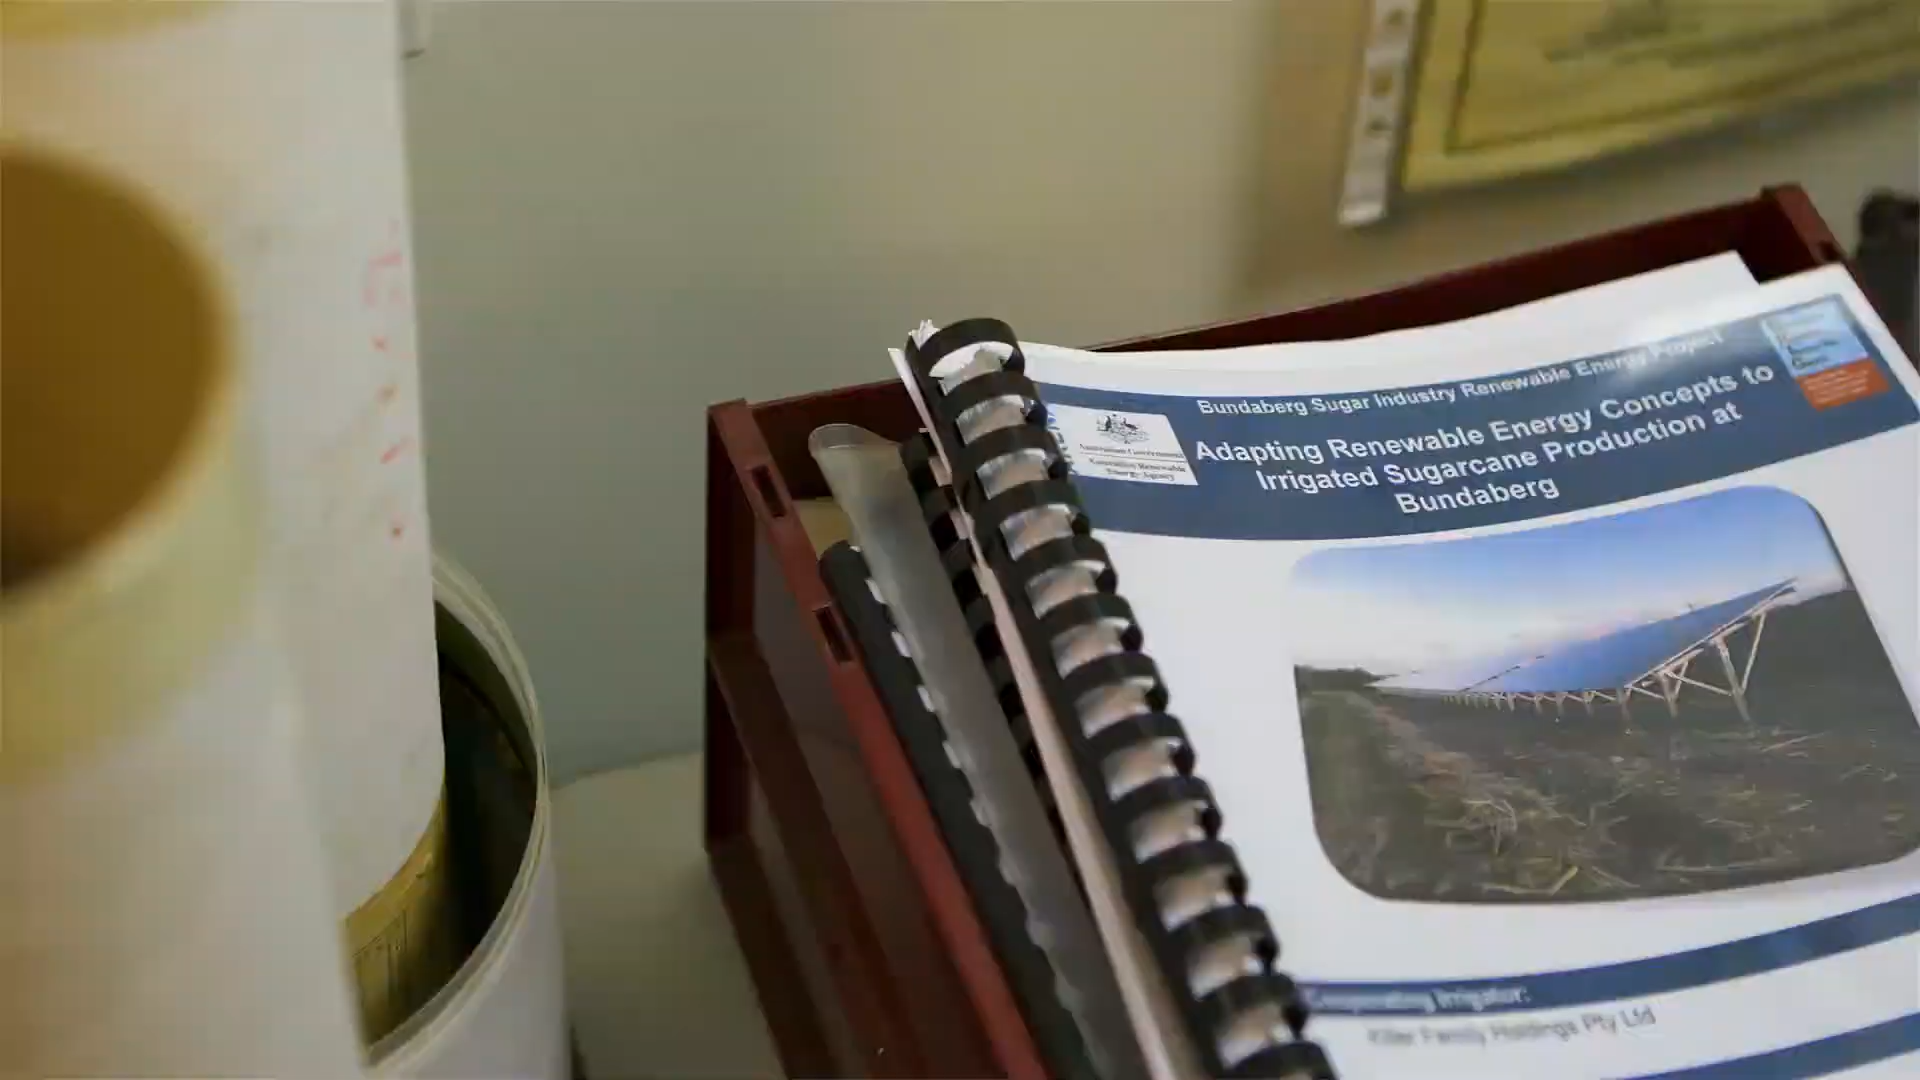 Bundaberg Sugar Industry Renewable Energy Project
Adapting Renewable Energy Concepts to
Irrigated Sugarcane Production at
Bundaberg
Australian Government
Australian Renewable
Energy Agency
Cooperating Irrigator:
Family Holdings Pty Ltd